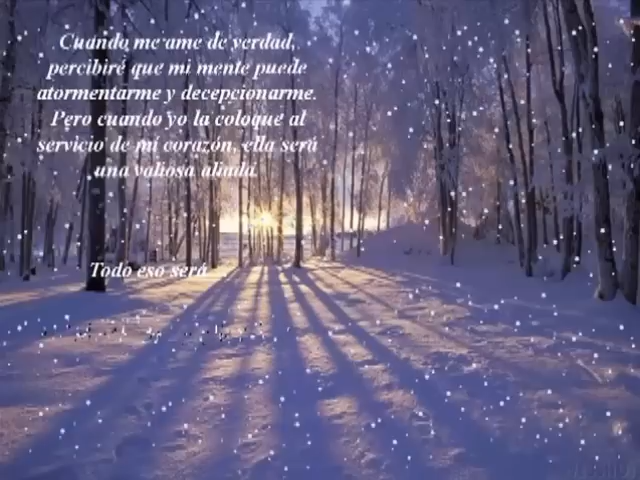 Cuando me ame de verdad,
percibiré que mi mente puede
atormentarme y decepcionarme.
Pero cuando yo la coloque al
servicio de mi corazón, ella será
una valiosa aliada.
Todo eso será